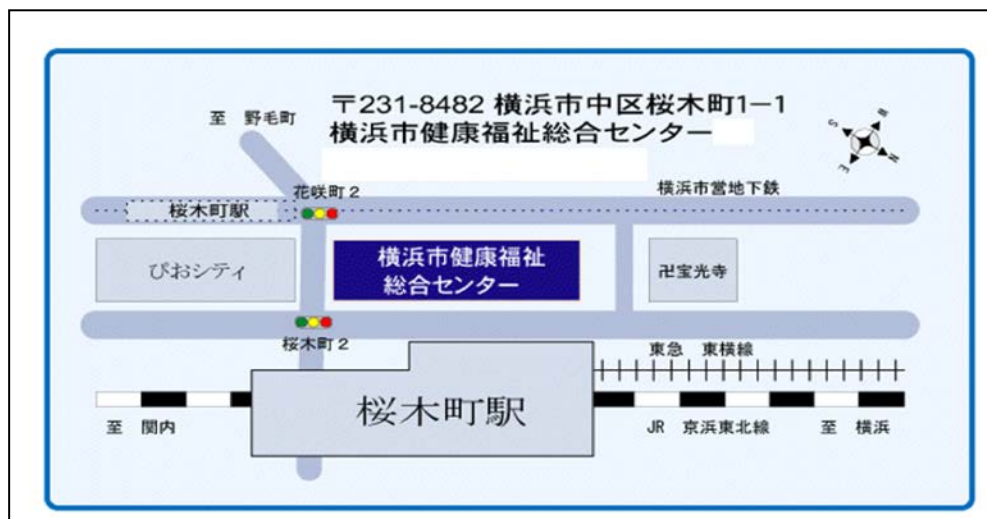 〒231-8482 横浜市中区桜木町1-1
横浜市健康福祉総合センター
至 野毛町
花咲町2
横浜市営地下鉄
桜木町駅
ぴおシティ
横浜市健康福祉
総合センター
卍宝光寺
桜木町2
東急 東横線
桜木町駅
至 関内
JR 京浜東北線 至 横浜
S
W
E
N